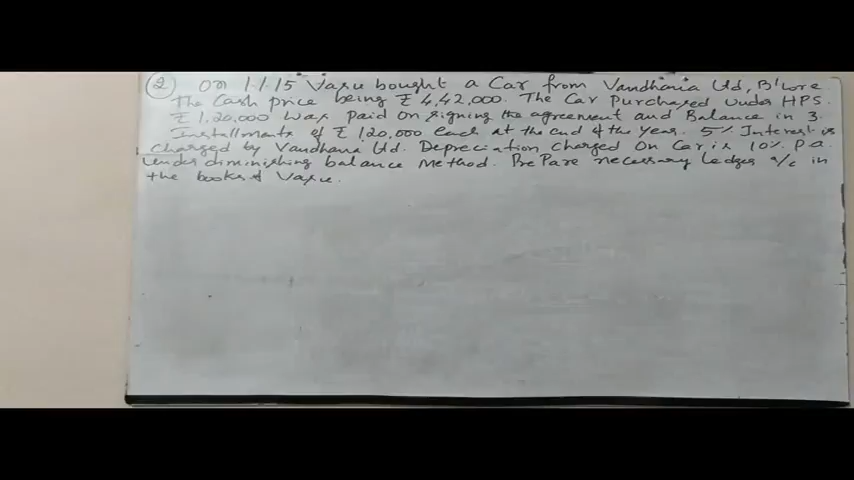 2 On 1.1.15 Vasu bought a Car from Vandhana Ltd, B'lore.
The Cash price being ₹ 4,42,000. The Car purchased under HPS.
₹ 1,20,000 was paid on signing the agreement and Balance in 3
Installments of ₹ 1,20,000 each at the end of the year. 5% Interest is
charged by Vandhana Ltd. Depreciation charged on Car is 10% P.a.
under diminishing balance Method. PrePare necessary ledger a/c in
the books of Vasu.